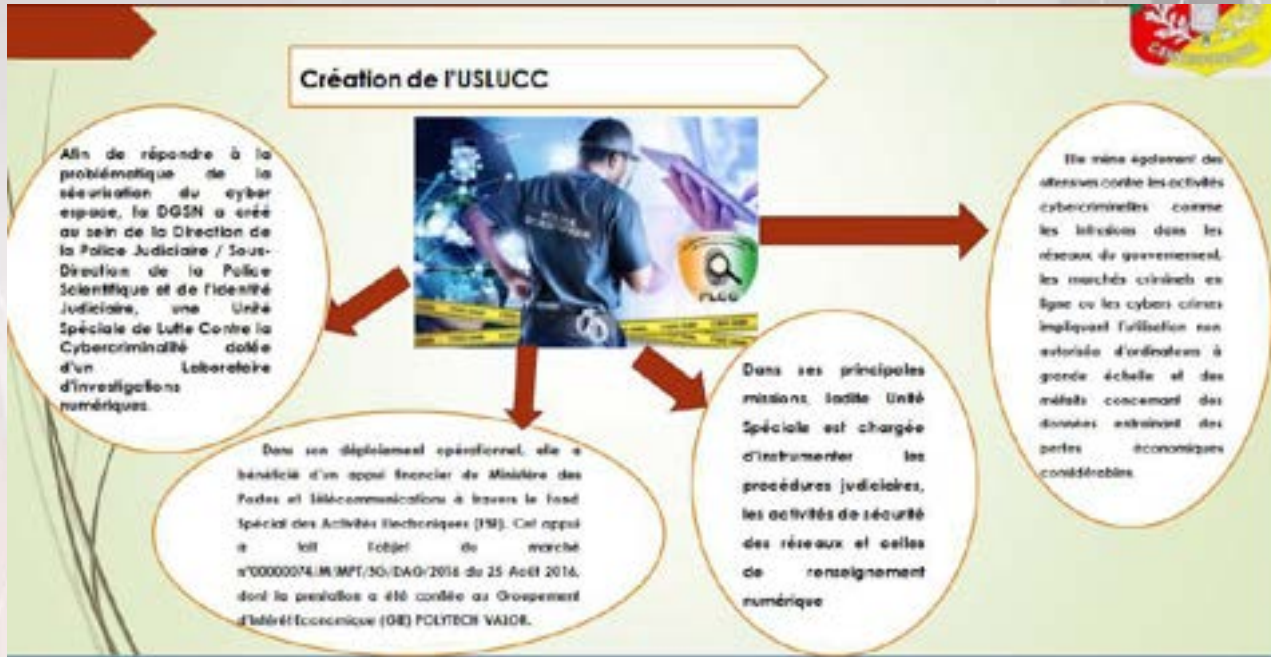 Création de l'USLUCC
Afin de répondre à la
problématique de la
sécurisation du cyber
espace, la DGSN a créé
au sein de la Direction de
la Police Judiciaire / Sous-
Direction de la Police
Scientifique et de l'Identité
Judiciaire, une Unité
Spéciale de Lutte Contre la
Cybercriminalité dotée
d'un Laboratoire
d'investigations
numériques.
Dans son déploiement opérationnel, elle a
bénéficié d'un appui financier du Ministère des
Postes et Télécommunications à travers le Fond
Spécial des Activités Electroniques Cet appui
a fait l'objet du marché
du 25 Août 2016,
dont la prestation a été confiée au Groupement
d'Intérêt Economique (GIE) POLYTECH VALOR.
Dans ses principales
missions, ladite Unité
Spéciale est chargée
d'instrumenter les
procédures judiciaires,
les activités de sécurité
des réseaux et celles
de renseignement
numérique
Elle mène également des
offensives contre les activités
cybercriminelles comme
les intrusions dans les
réseaux du gouvernement,
les marchés criminels en
ligne ou les cybers crimes
impliquant l'utilisation non
autorisée d'ordinateurs à
grande échelle et des
méfaits concernant des
données entrainant des
pertes économiques
considérables
PLCC